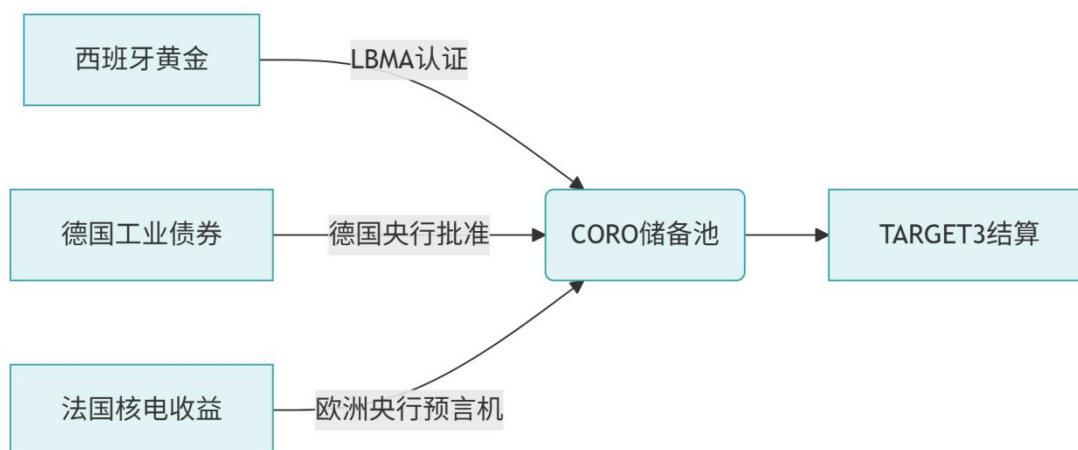 西班牙黄金
LBMA认证
德国工业债券
德国央行批准
CORO储备池
TARGET3结算
法国核电收益
欧洲央行预言机